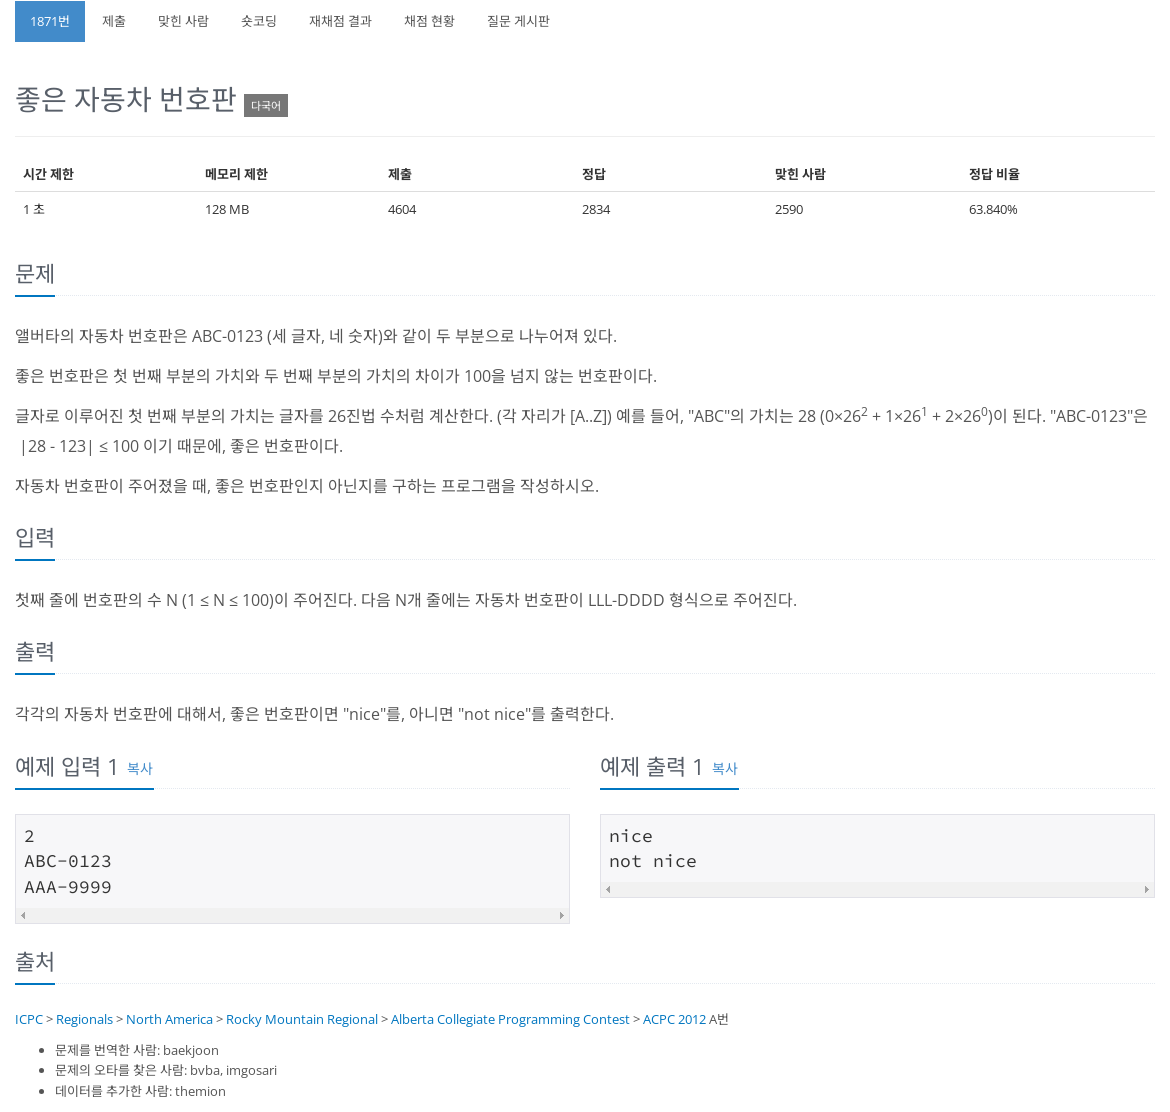 1871번 제출 맞힌 사람 숏코딩 재채점 결과 채점 현황 질문 게시판
좋은 자동차 번호판 다국어
시간 제한 메모리 제한 제출 정답 맞힌 사람 정답 비율
1 초 128 MB 4604 2834 2590 63.840%
문제
앨버타의 자동차 번호판은 ABC-0123 (세 글자, 네 숫자)와 같이 두 부분으로 나누어져 있다.
좋은 번호판은 첫 번째 부분의 가치와 두 번째 부분의 가치의 차이가 100을 넘지 않는 번호판이다.
글자로 이루어진 첫 번째 부분의 가치는 글자를 26진법 수처럼 계산한다. (각 자리가 [A..Z]) 예를 들어, "ABC"의 가치는 28 (0×26² + 1×26¹ + 2×26⁰)이 된다. "ABC-0123"은
|28 - 123| ≤ 100 이기 때문에, 좋은 번호판이다.
자동차 번호판이 주어졌을 때, 좋은 번호판인지 아닌지를 구하는 프로그램을 작성하시오.
입력
첫째 줄에 번호판의 수 N (1 ≤ N ≤ 100)이 주어진다. 다음 N개 줄에는 자동차 번호판이 LLL-DDDD 형식으로 주어진다.
출력
각각의 자동차 번호판에 대해서, 좋은 번호판이면 "nice"를, 아니면 "not nice"를 출력한다.
예제 입력 1 복사
2
ABC-0123
AAA-9999
예제 출력 1 복사
nice
not nice
출처
ICPC > Regionals > North America > Rocky Mountain Regional > Alberta Collegiate Programming Contest > ACPC 2012 A번
문제를 번역한 사람: baekjoon
문제의 오타를 찾은 사람: bvba, imgosari
데이터를 추가한 사람: themion